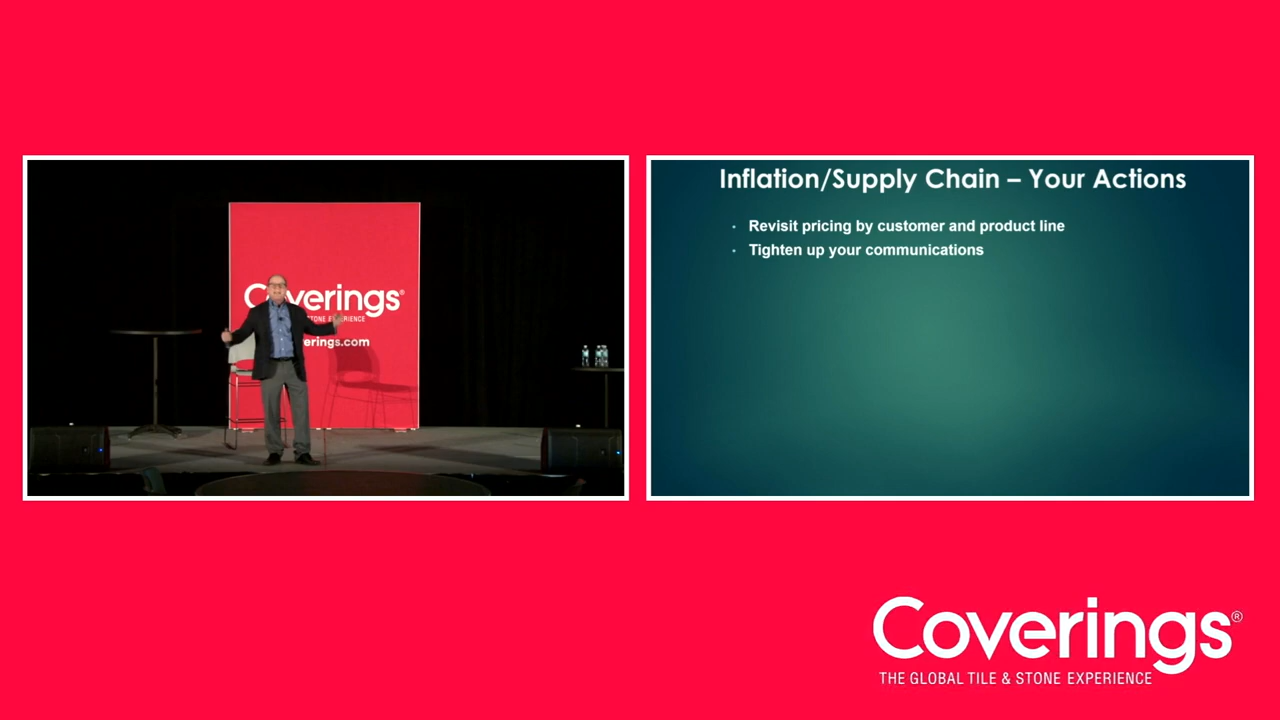 Coverings®
STONE EXPERIENCE
erings.com
Inflation/Supply Chain – Your Actions
• Revisit pricing by customer and product line
• Tighten up your communications
Coverings®
THE GLOBAL TILE & STONE EXPERIENCE